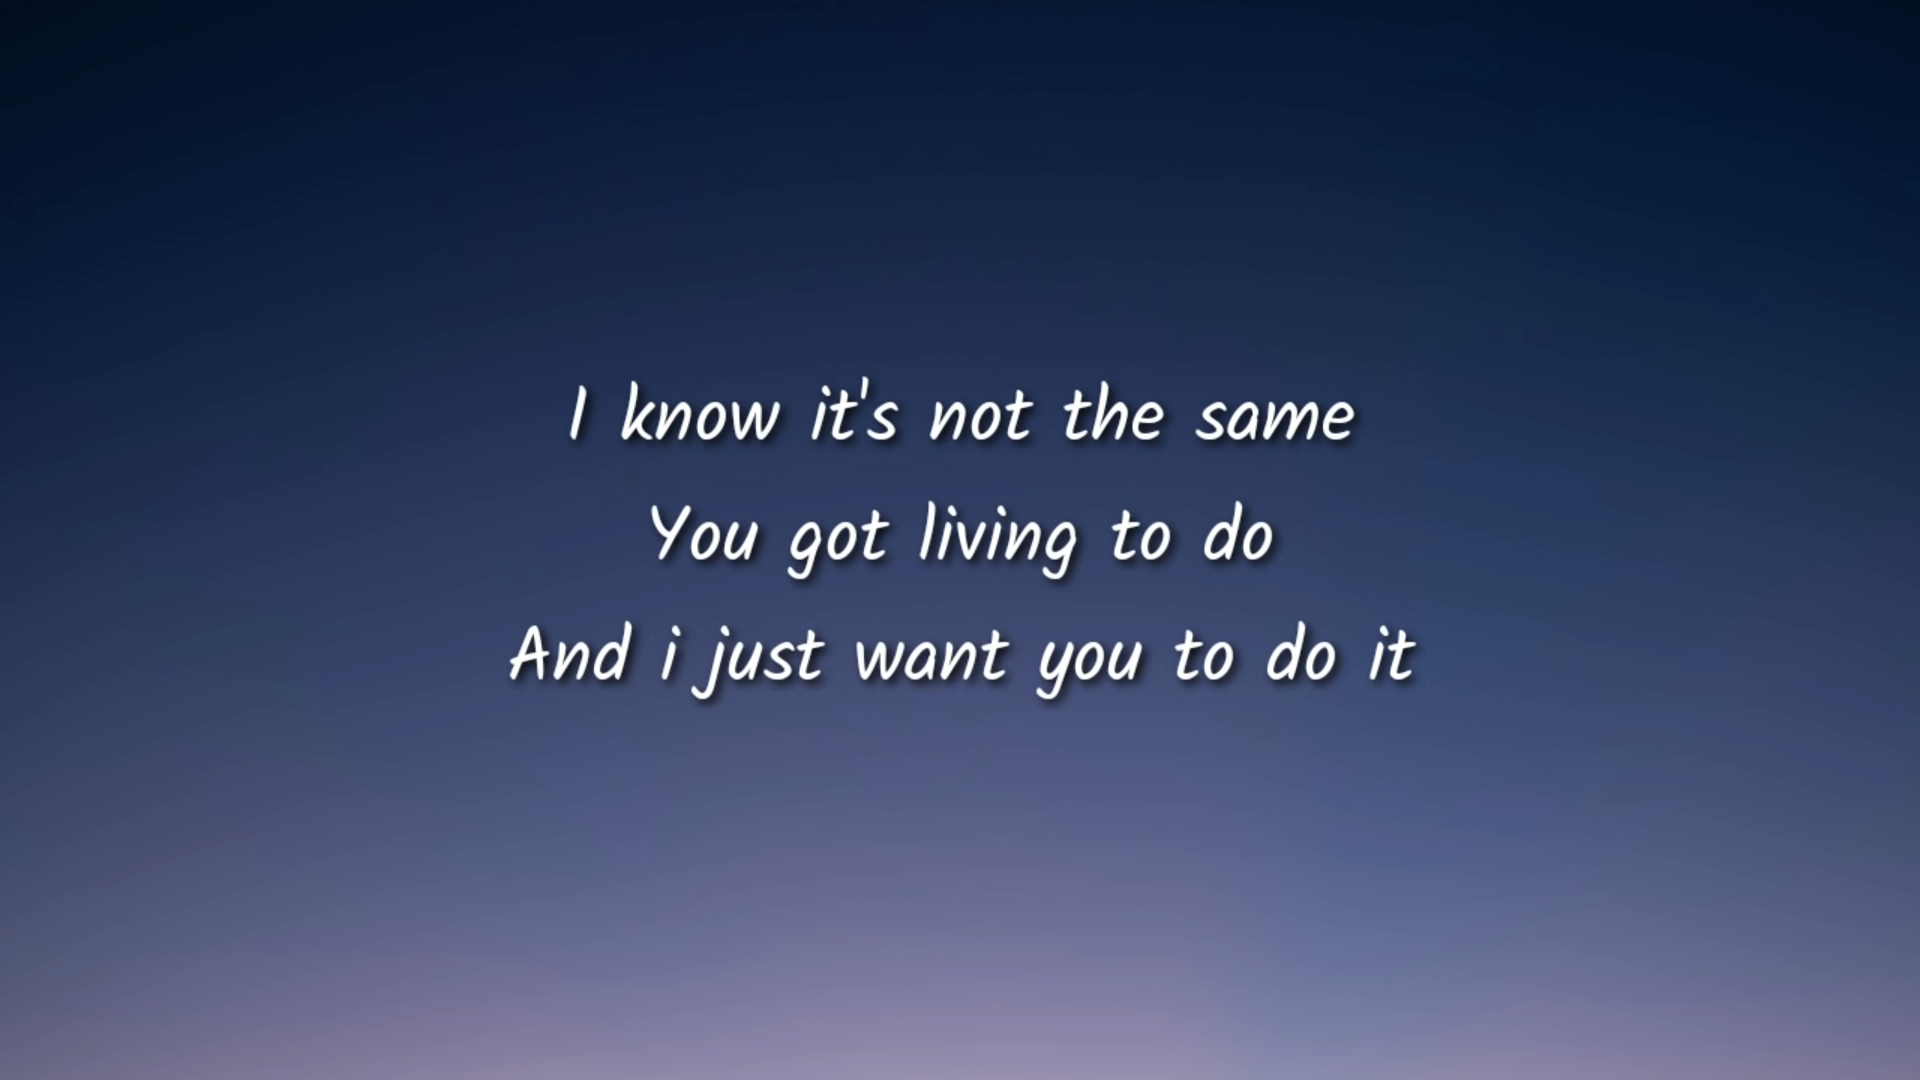 I know it's not the same
You got living to do
And i just want you to do it